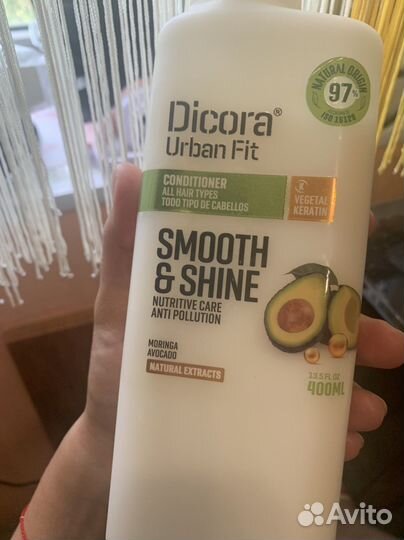 NATURAL ORIGIN
97%
ISO 16128
Dicora®
Urban Fit
CONDITIONER
ALL HAIR TYPES
TODO TIPO DE CABELLOS
K
VEGETAL
KERATIN
SMOOTH
& SHINE
NUTRITIVE CARE
ANTI POLLUTION
MORINGA
AVOCADO
NATURAL EXTRACTS
13.5 FL.OZ
400ML
Avito